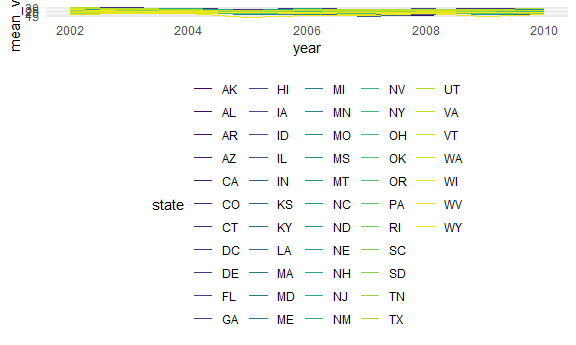 mean_v
2002 2004 2006 2008 2010
year
AK HI MI NV UT
AL IA MN NY VA
AR ID MO OH VT
AZ IL MS OK WA
CA IN MT OR WI
state CO KS NC PA WV
CT KY ND RI WY
DC LA NE SC
DE MA NH SD
FL MD NJ TN
GA ME NM TX